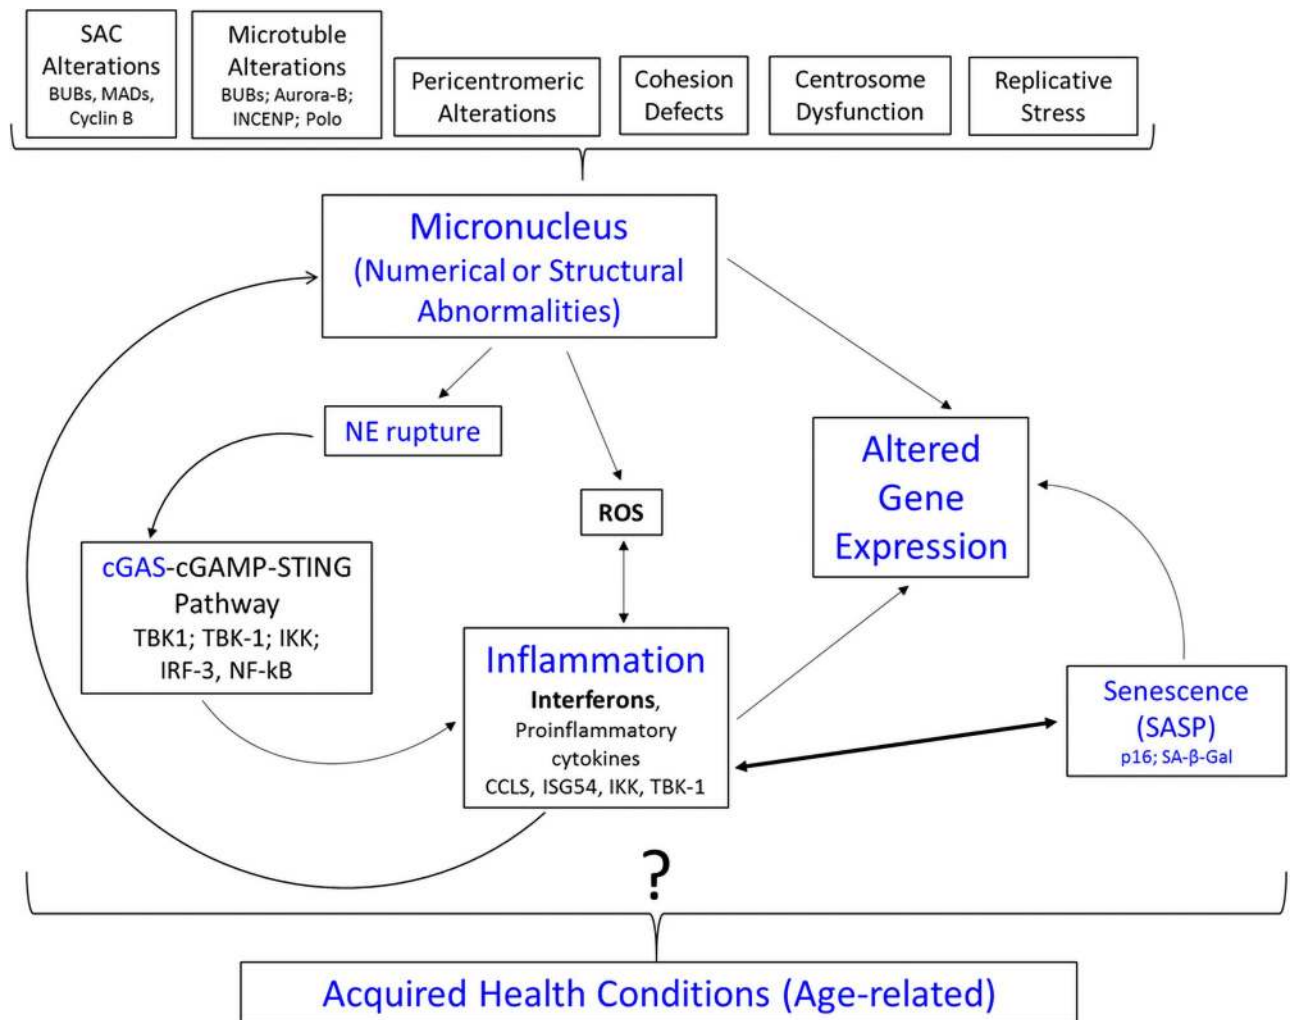 SAC
Alterations
BUBs, MADs,
Cyclin B
Microtuble
Alterations
BUBs; Aurora-B;
INCENP; Polo
Pericentromeric
Alterations
Cohesion
Defects
Centrosome
Dysfunction
Replicative
Stress
Micronucleus
(Numerical or Structural
Abnormalities)
NE rupture
ROS
Altered
Gene
Expression
cGAS-cGAMP-STING
Pathway
TBK1; TBK-1; IKK;
IRF-3, NF-kB
Inflammation
Interferons,
Proinflammatory
cytokines
CCLS, ISG54, IKK, TBK-1
Senescence
(SASP)
p16; SA-β-Gal
?
Acquired Health Conditions (Age-related)